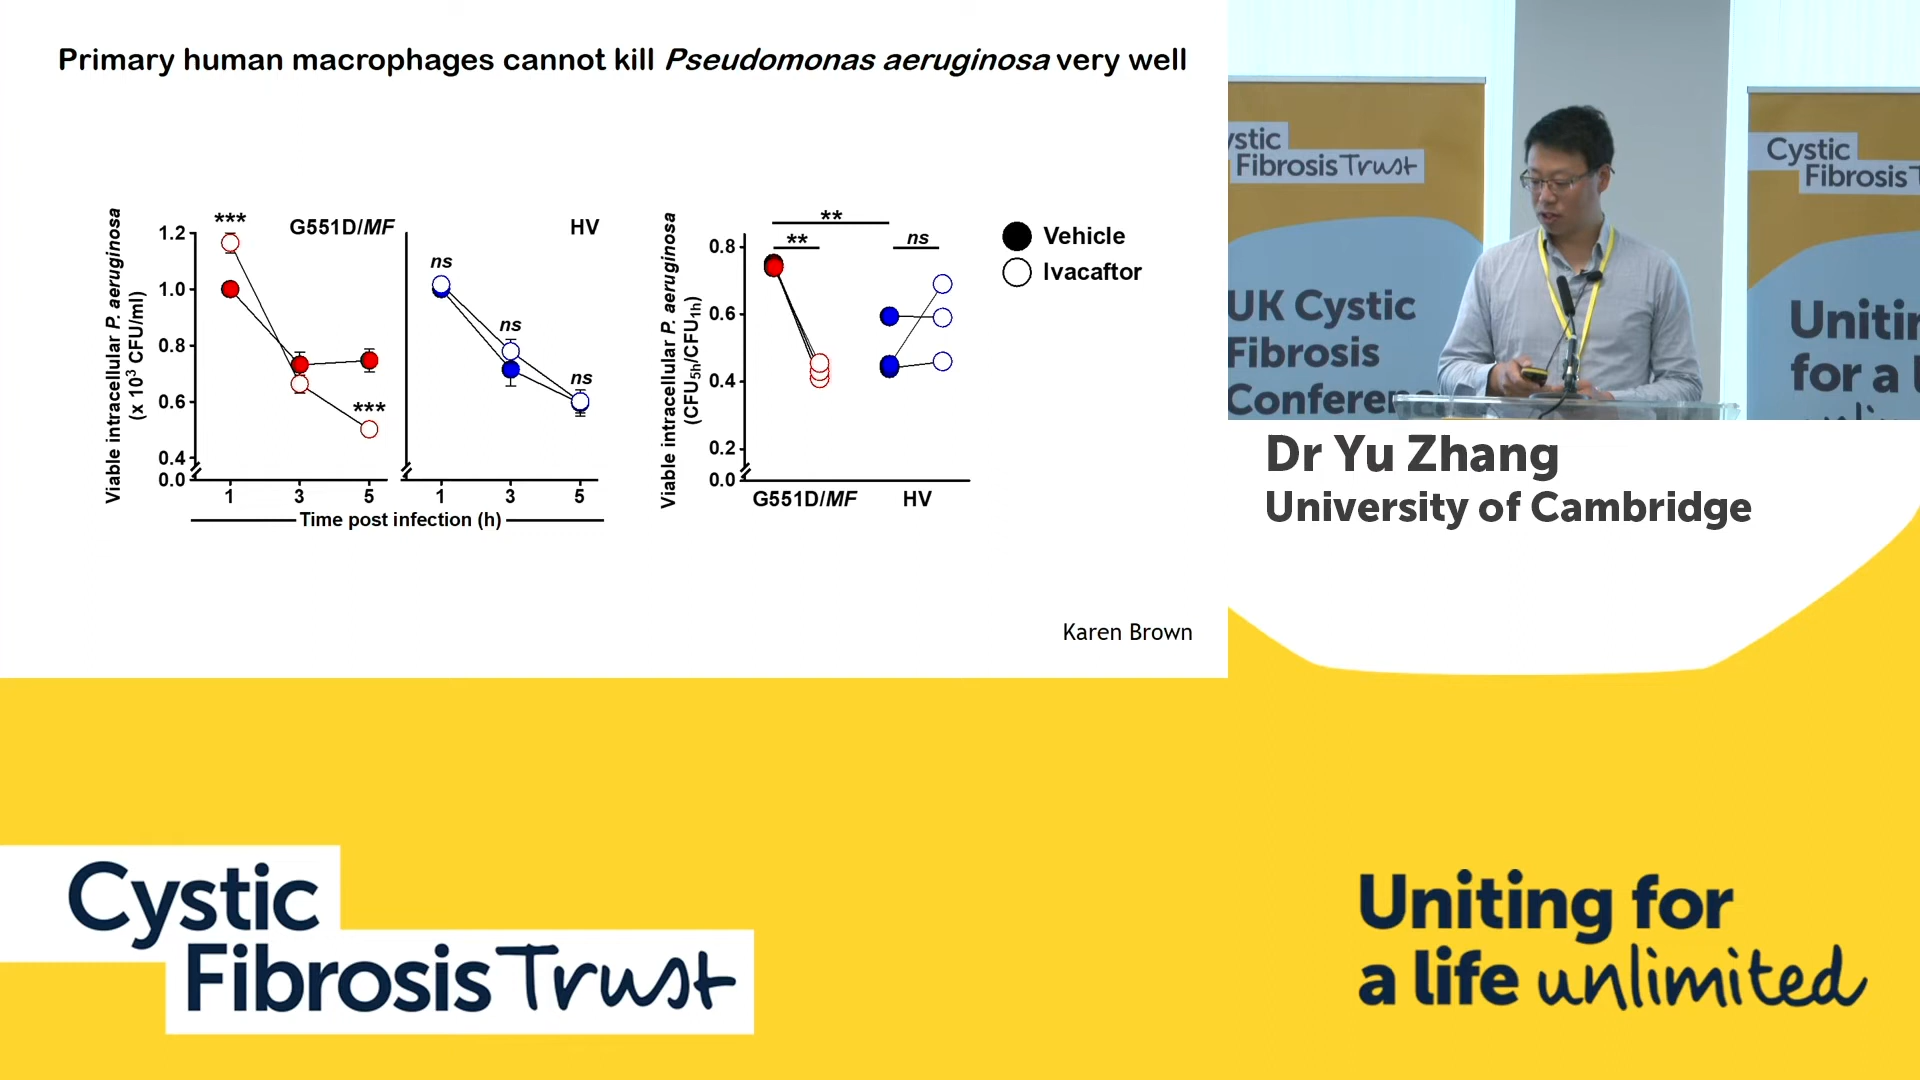 Primary human macrophages cannot kill Pseudomonas aeruginosa very well
Viable intracellular P. aeruginosa
(x 10³ CFU/ml)
1.2
1.0
0.8
0.6
0.4
0.0
***
G551D/MF
***
1
3
5
HV
ns
ns
ns
1
3
5
Time post infection (h)
Viable intracellular P. aeruginosa
(CFU5h/CFU1h)
0.8
0.6
0.4
0.2
0.0
**
**
ns
G551D/MF
HV
Vehicle
Ivacaftor
Karen Brown
ystic
Fibrosis Trust
UK Cystic
Fibrosis
Conferen
Cystic
Fibrosis T
Unitin
for a
Dr Yu Zhang
University of Cambridge
Cystic
Fibrosis Trust
Uniting for
a life unlimited